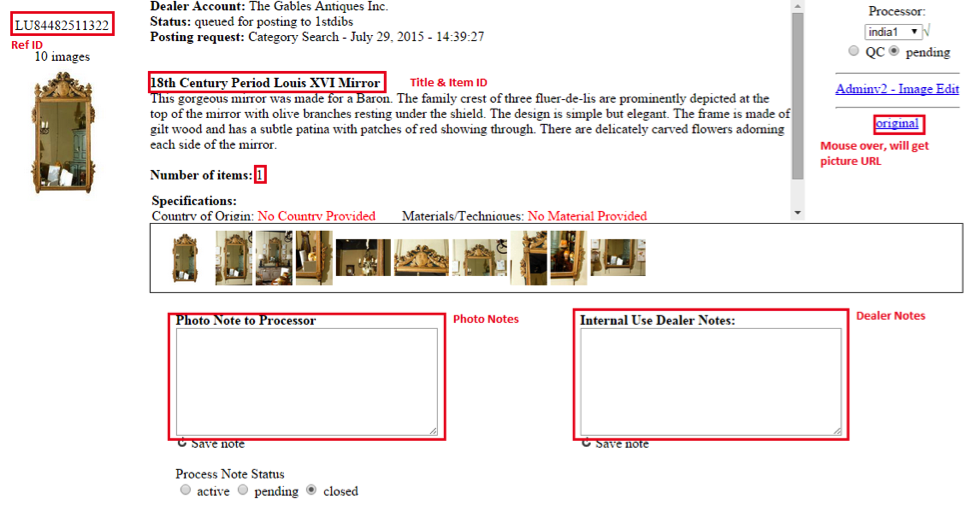 LU84482511322
Ref ID
10 images
Dealer Account: The Gables Antiques Inc.
Status: queued for posting to 1stdibs
Posting request: Category Search - July 29, 2015 - 14:39:27
18th Century Period Louis XVI Mirror
Title & Item ID
This gorgeous mirror was made for a Baron. The family crest of three fluer-de-lis are prominently depicted at the
top of the mirror with olive branches resting under the shield. The design is simple but elegant. The frame is made of
gilt wood and has a subtle patina with patches of red showing through. There are delicately carved flowers adorning
each side of the mirror.
Number of items: 1
Specifications:
Country of Origin: No Country Provided Materials/Techniques: No Material Provided
Processor:
india1
QC pending
Adminv2 - Image Edit
original
Mouse over, will get
picture URL
Photo Note to Processor
Photo Notes
Internal Use Dealer Notes:
Dealer Notes
Save note
Save note
Process Note Status
active pending closed